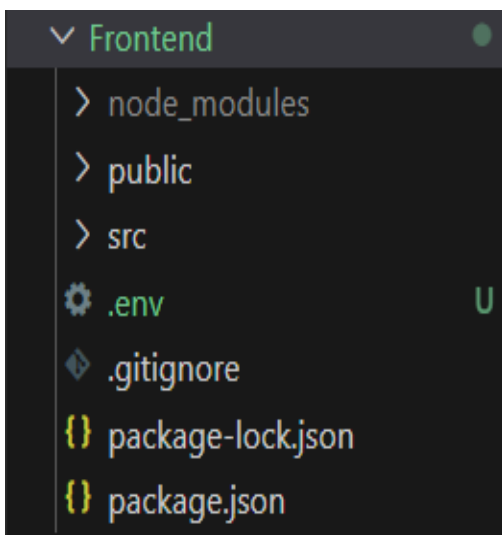 Frontend
node_modules
public
src
.env U
.gitignore
package-lock.json
package.json